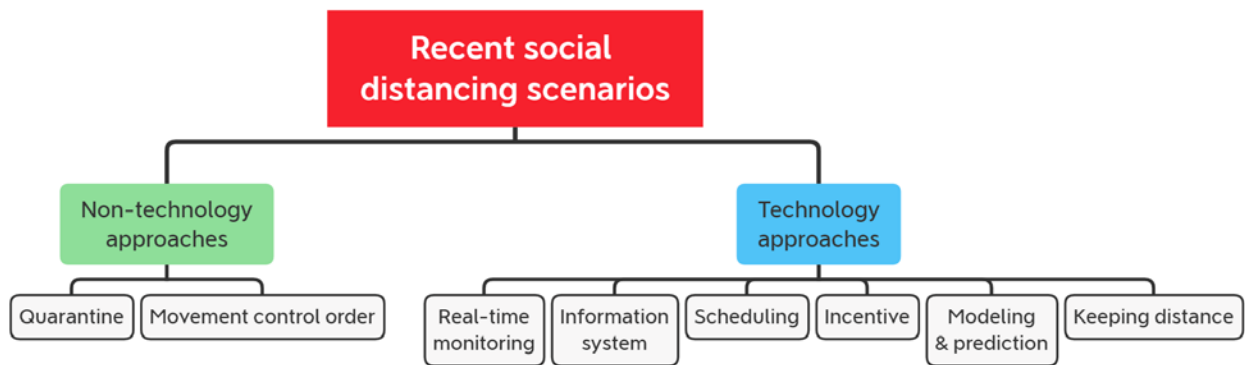 Recent social
distancing scenarios
Non-technology
approaches
Technology
approaches
Quarantine
Movement control order
Real-time
monitoring
Information
system
Scheduling
Incentive
Modeling
& prediction
Keeping distance